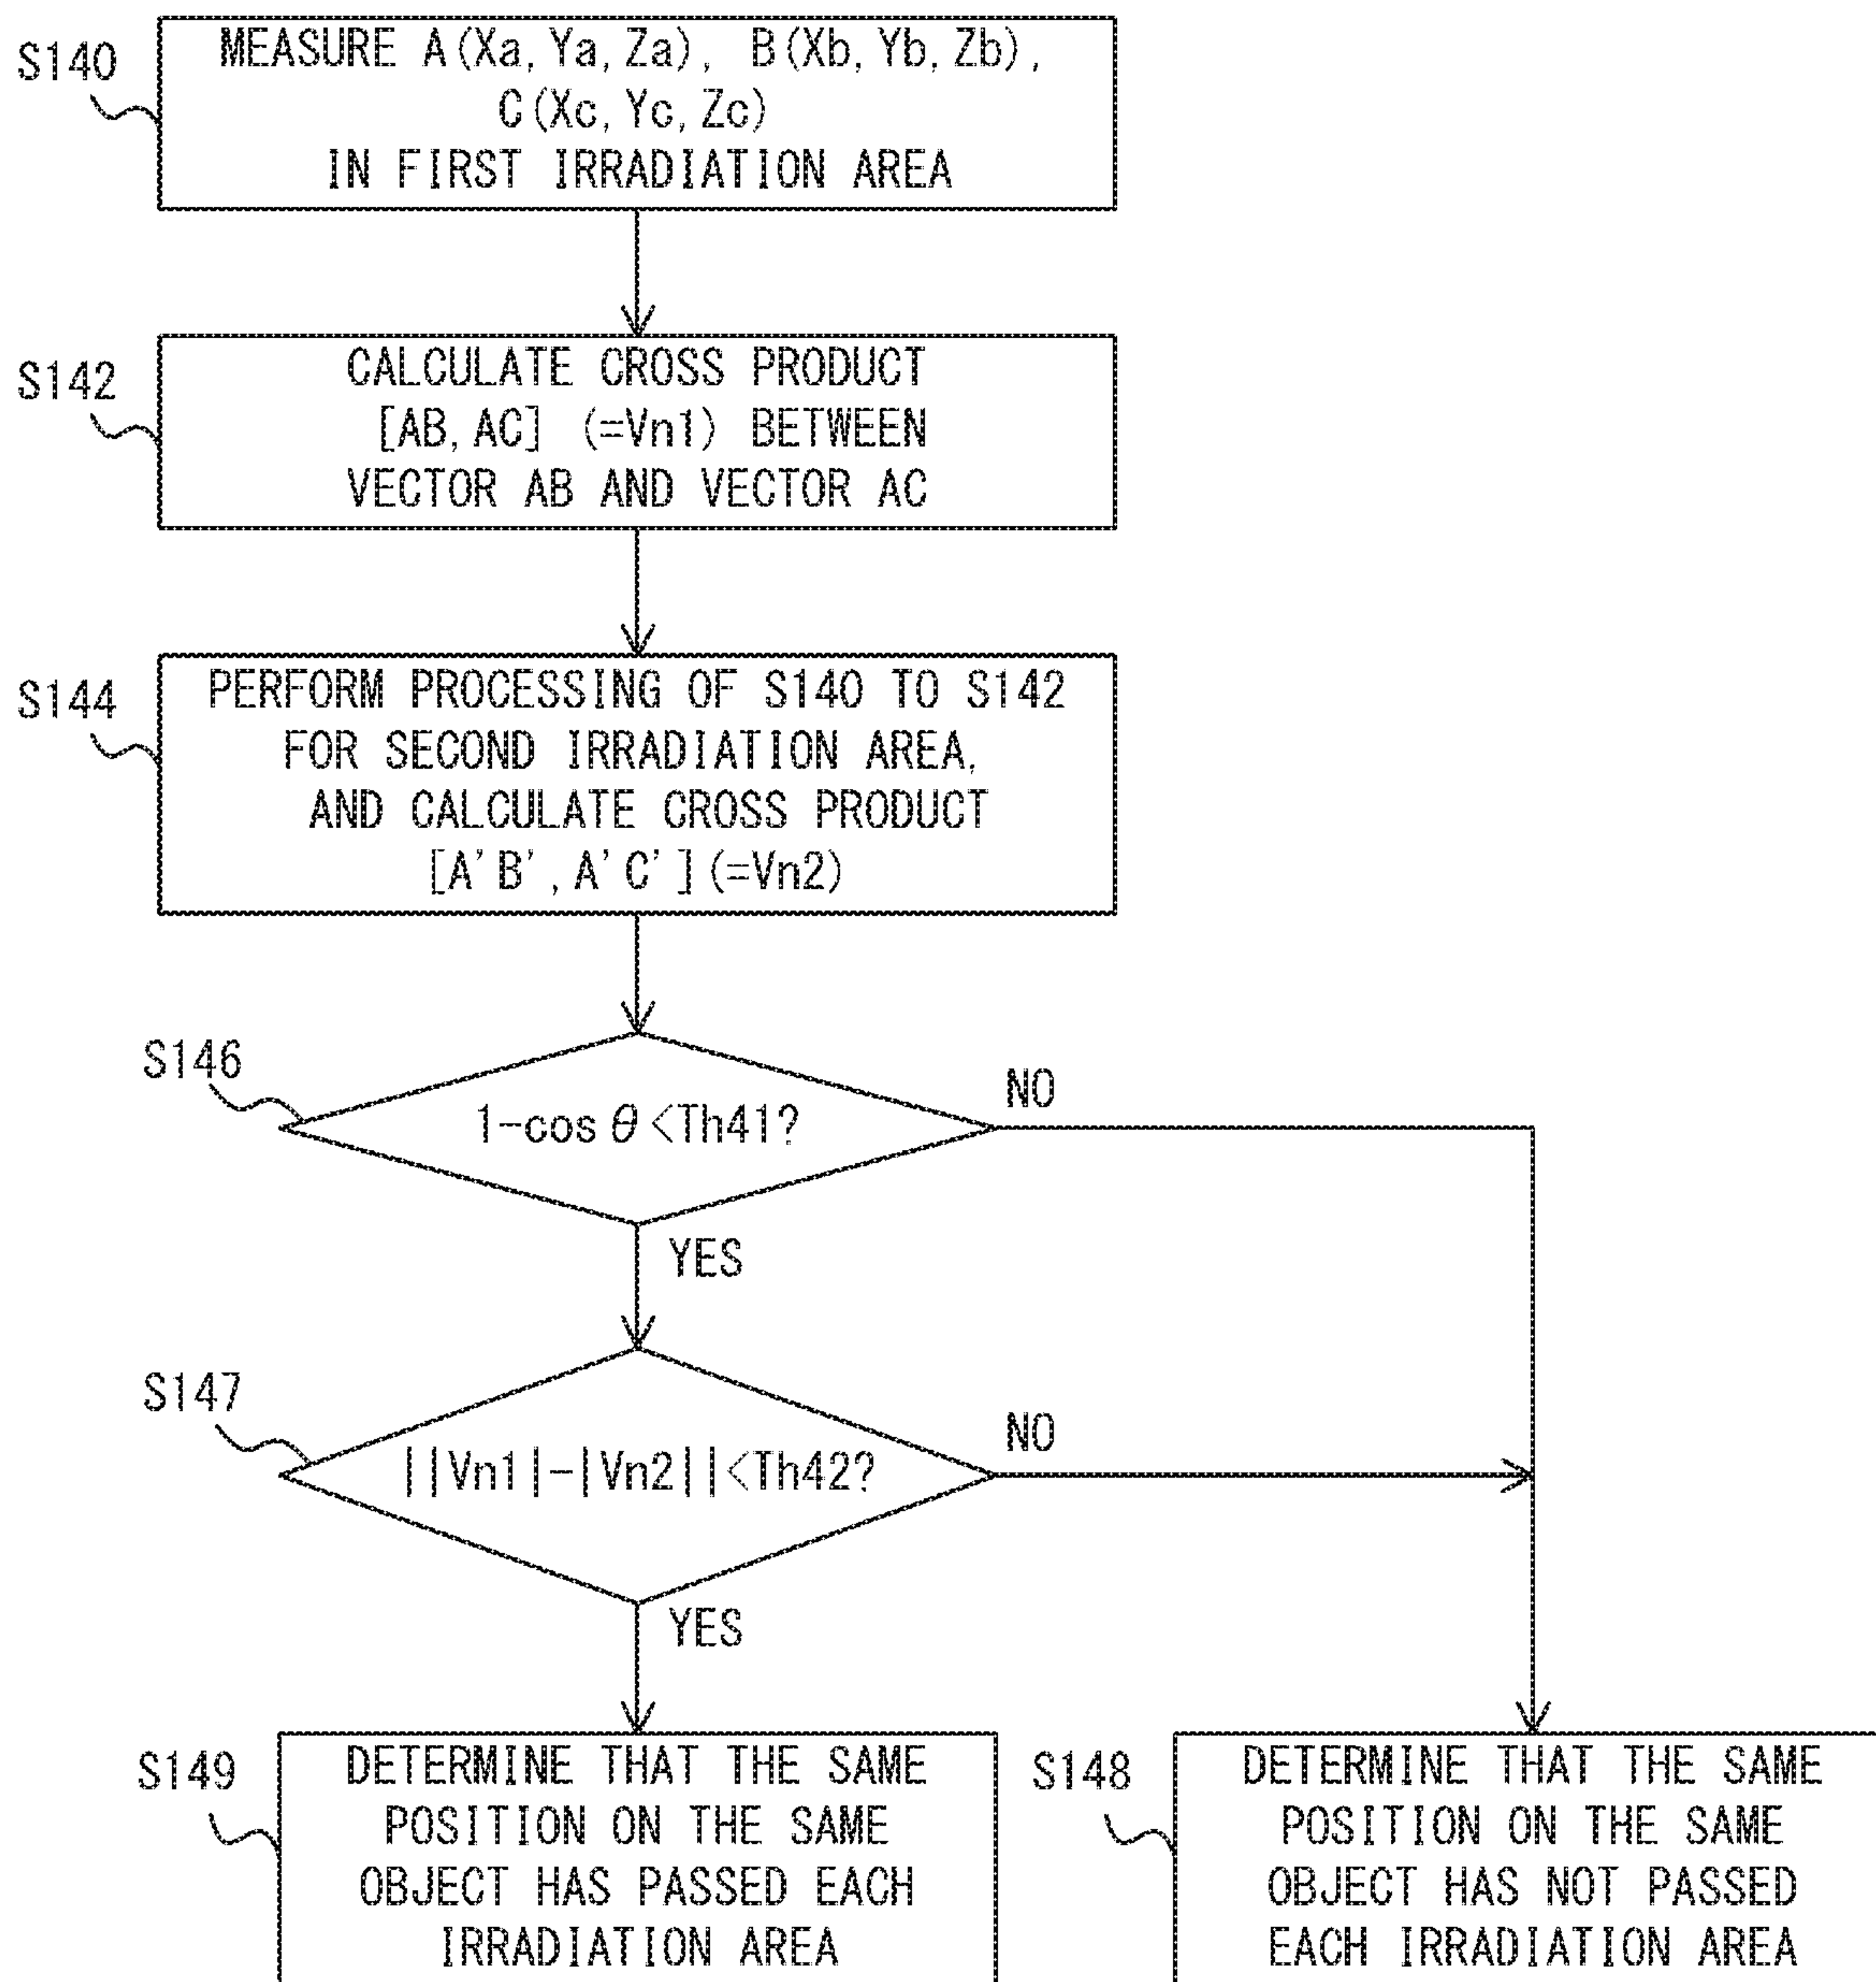 S140
MEASURE A(Xa, Ya, Za), B(Xb, Yb, Zb),
C(Xc, Yc, Zc)
IN FIRST IRRADIATION AREA
S142
CALCULATE CROSS PRODUCT
[AB, AC] (=Vn1) BETWEEN
VECTOR AB AND VECTOR AC
S144
PERFORM PROCESSING OF S140 TO S142
FOR SECOND IRRADIATION AREA,
AND CALCULATE CROSS PRODUCT
[A'B', A'C'] (=Vn2)
S146
1-cos θ <Th41?
NO
YES
S147
||Vn1|-|Vn2||<Th42?
NO
YES
S149
DETERMINE THAT THE SAME
POSITION ON THE SAME
OBJECT HAS PASSED EACH
IRRADIATION AREA
S148
DETERMINE THAT THE SAME
POSITION ON THE SAME
OBJECT HAS NOT PASSED
EACH IRRADIATION AREA